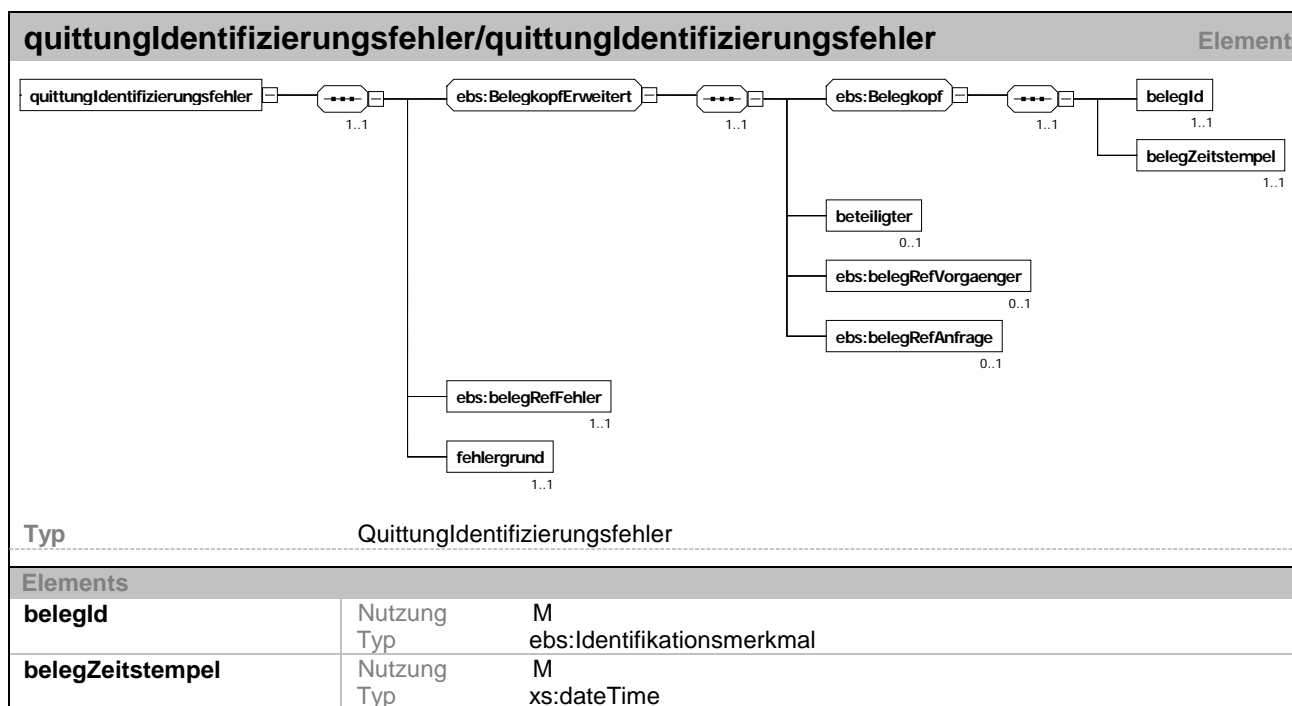 quittungIdentifizierungsfehler/quittungIdentifizierungsfehler Element
quittungIdentifizierungsfehler
1..1
ebs:BelegkopfErweitert
1..1
ebs:Belegkopf
1..1
belegId
1..1
belegZeitstempel
1..1
beteiligter
0..1
ebs:belegRefVorgaenger
0..1
ebs:belegRefAnfrage
0..1
ebs:belegRefFehler
1..1
fehlergrund
1..1
Typ QuittungIdentifizierungsfehler
Elements
belegId Nutzung M
Typ ebs:Identifikationsmerkmal
belegZeitstempel Nutzung M
Typ xs:dateTime